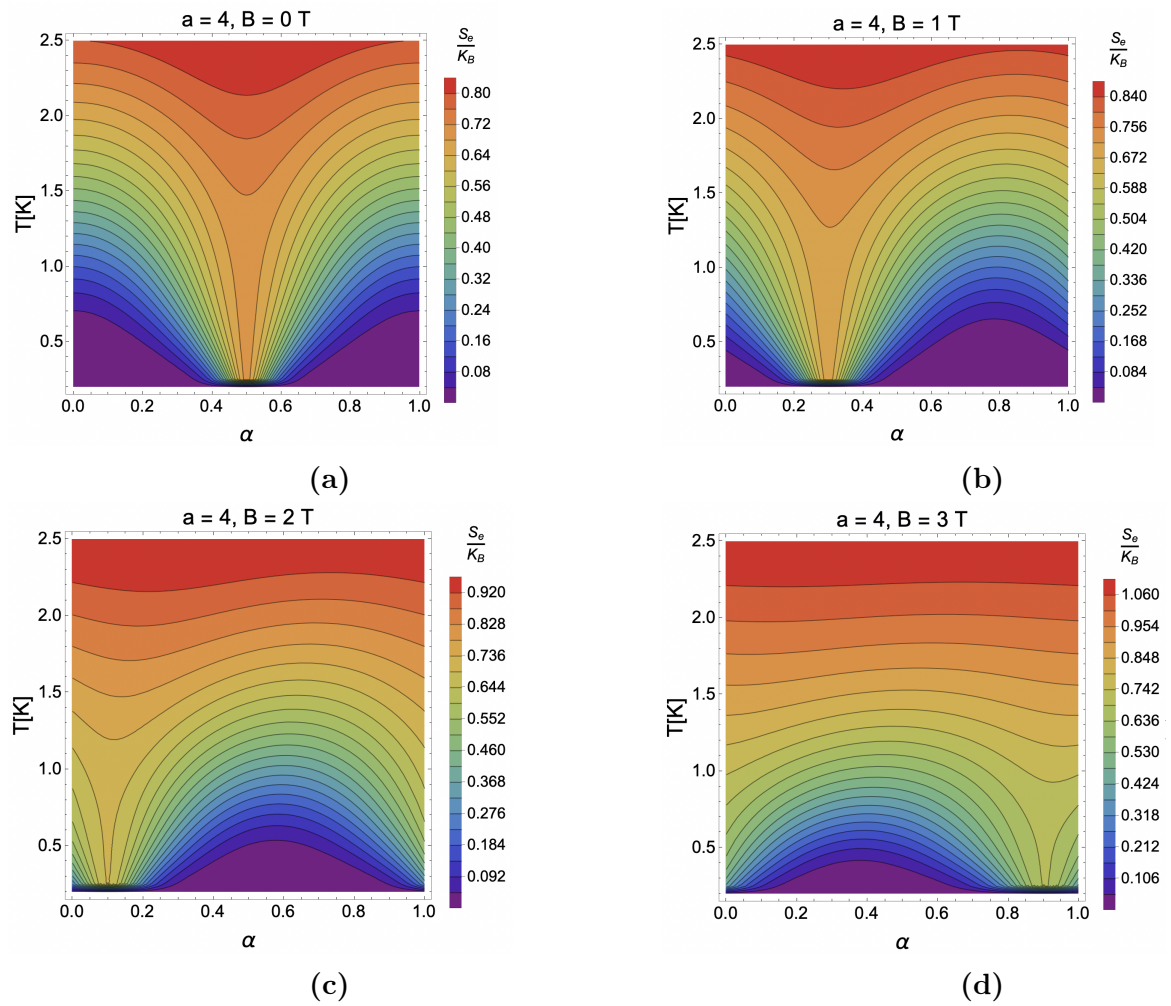 a = 4, B = 0 T
S_e
K_B
2.5
2.0
1.5
1.0
0.5
T[K]
0.80
0.72
0.64
0.56
0.48
0.40
0.32
0.24
0.16
0.08
0.0 0.2 0.4 0.6 0.8 1.0
α
(a)
a = 4, B = 1 T
S_e
K_B
2.5
2.0
1.5
1.0
0.5
T[K]
0.840
0.756
0.672
0.588
0.504
0.420
0.336
0.252
0.168
0.084
0.0 0.2 0.4 0.6 0.8 1.0
α
(b)
a = 4, B = 2 T
S_e
K_B
2.5
2.0
1.5
1.0
0.5
T[K]
0.920
0.828
0.736
0.644
0.552
0.460
0.368
0.276
0.184
0.092
0.0 0.2 0.4 0.6 0.8 1.0
α
(c)
a = 4, B = 3 T
S_e
K_B
2.5
2.0
1.5
1.0
0.5
T[K]
1.060
0.954
0.848
0.742
0.636
0.530
0.424
0.318
0.212
0.106
0.0 0.2 0.4 0.6 0.8 1.0
α
(d)